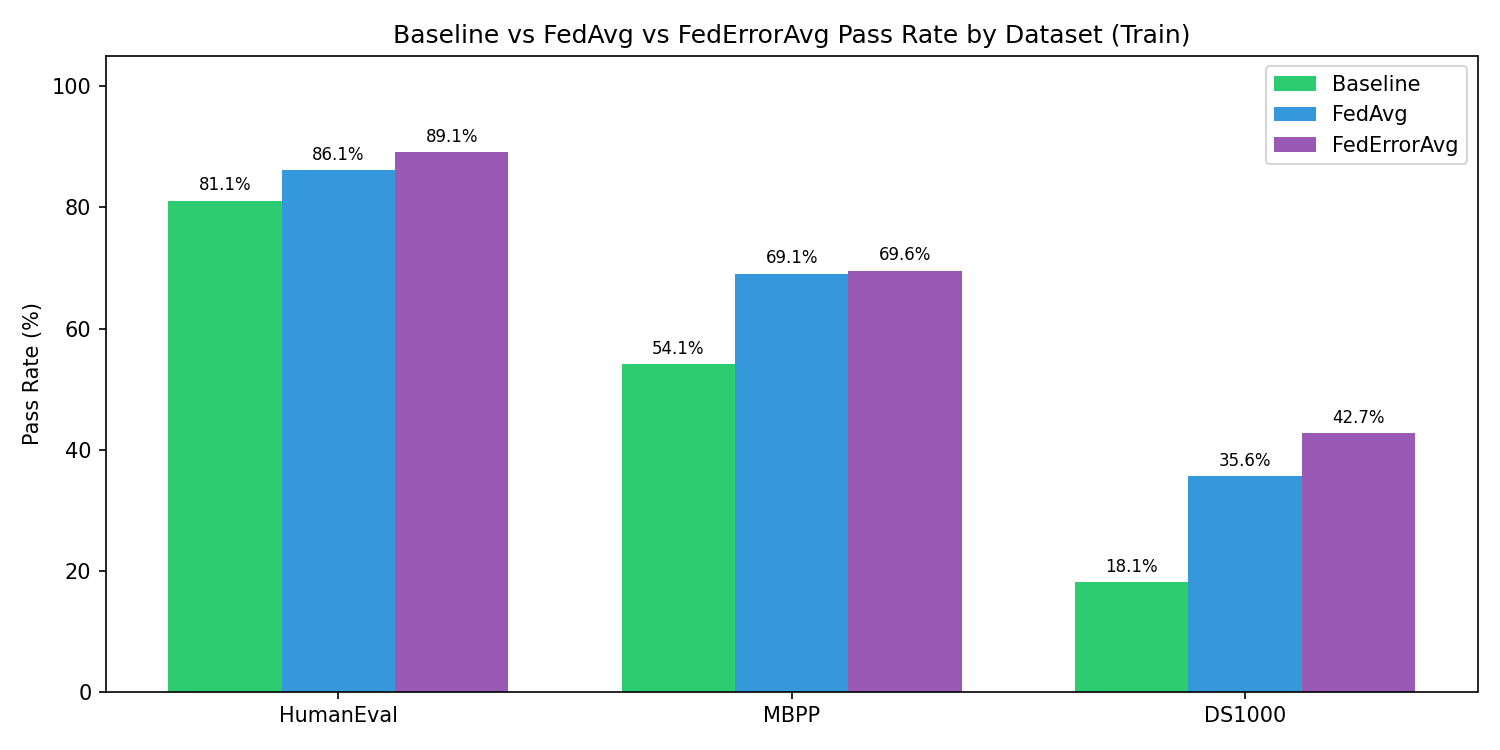 Baseline vs FedAvg vs FedErrorAvg Pass Rate by Dataset (Train)
Baseline
FedAvg
FedErrorAvg
Pass Rate (%)
100
80
60
40
20
0
81.1%
86.1%
89.1%
54.1%
69.1%
69.6%
18.1%
35.6%
42.7%
HumanEval
MBPP
DS1000